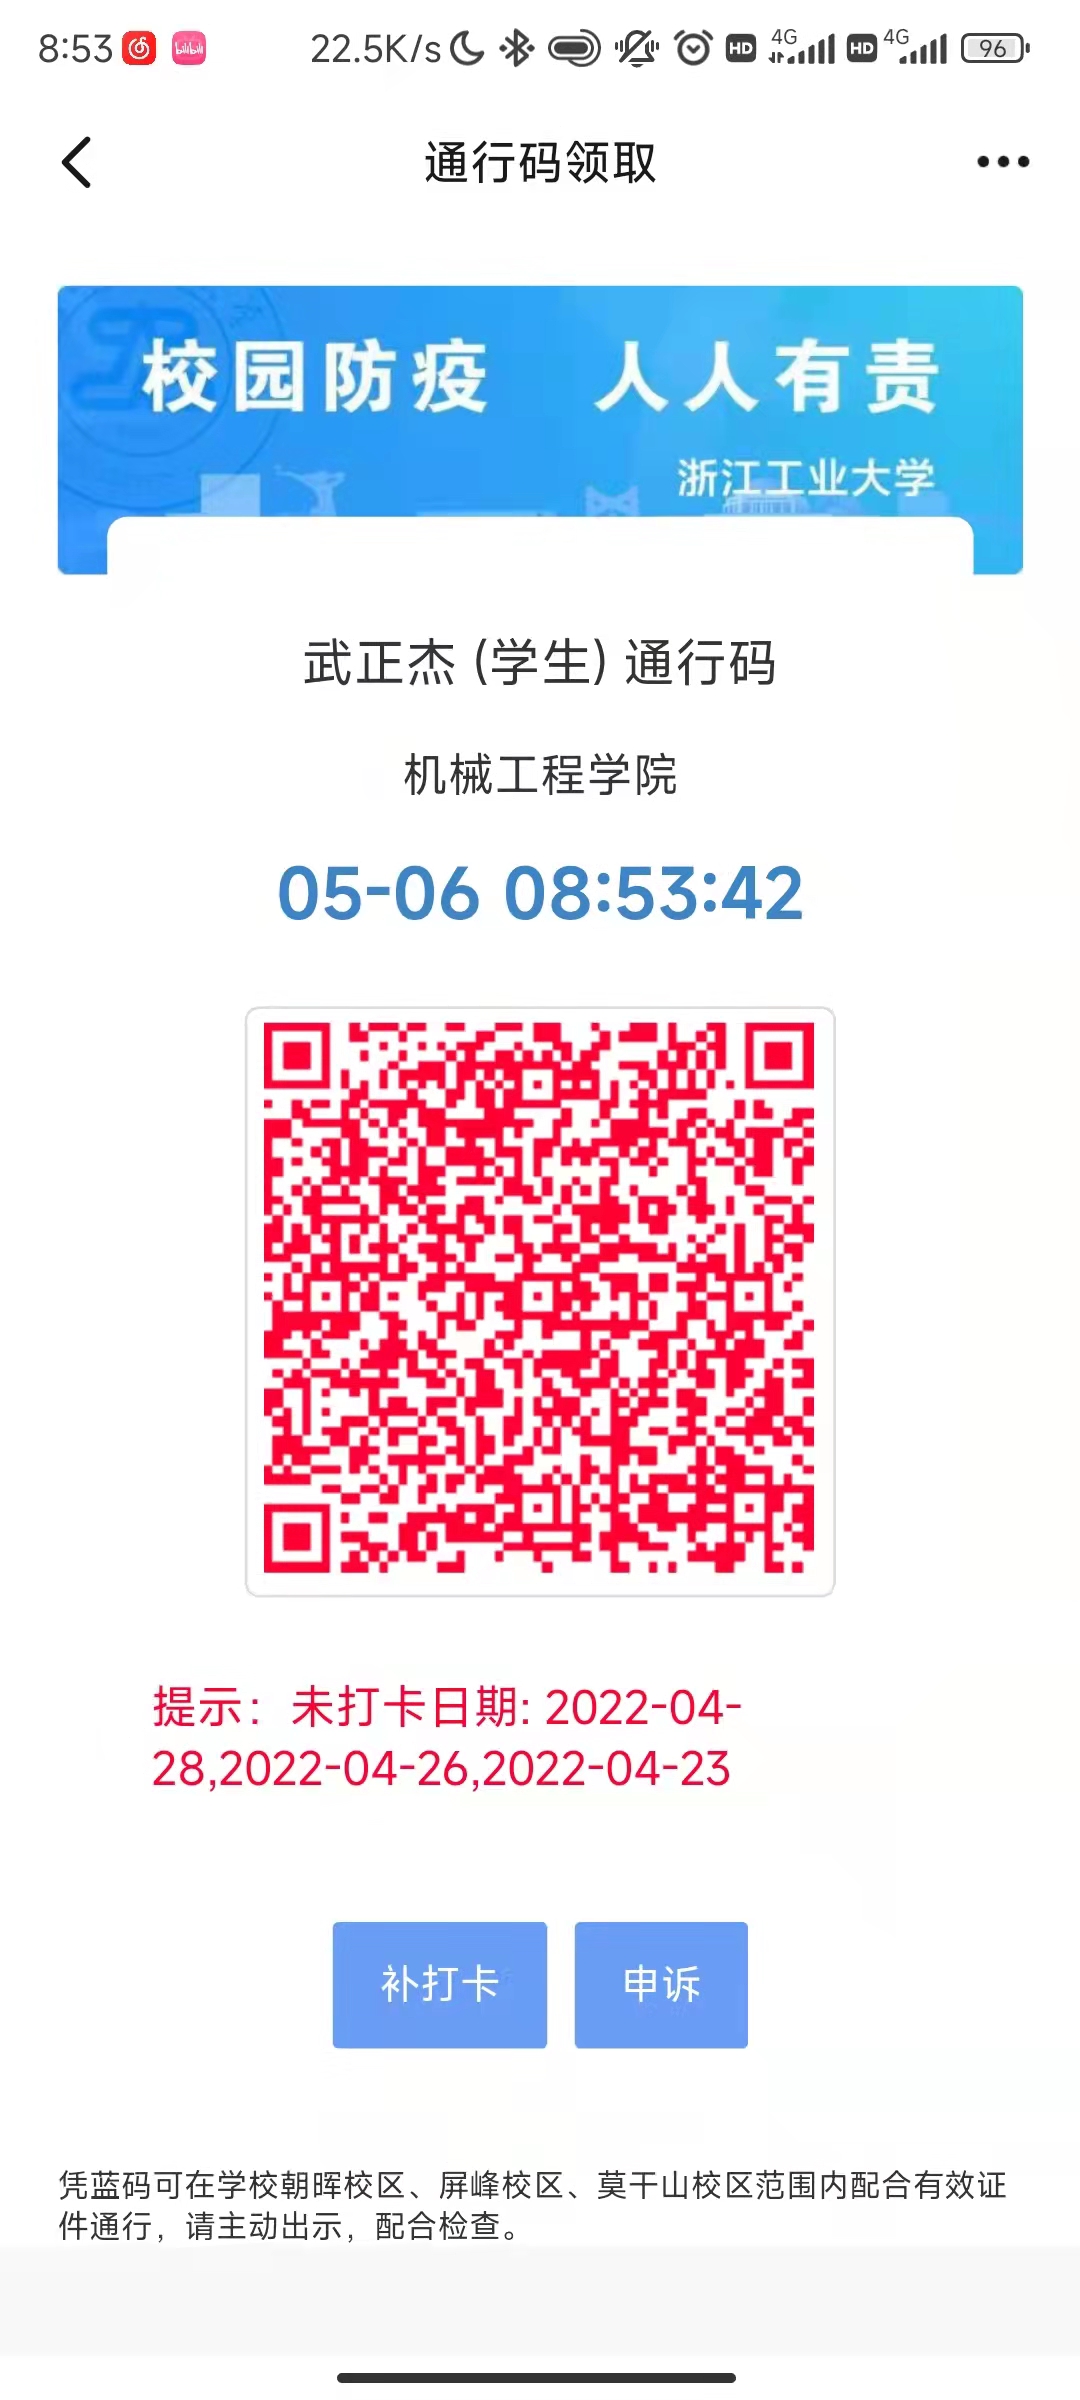 8:53 22.5K/s HD 4G HD 4G 96
通行码领取
校园防疫 人人有责
浙江工业大学
武正杰 (学生) 通行码
机械工程学院
05-06 08:53:42
提示：未打卡日期: 2022-04-
28,2022-04-26,2022-04-23
补打卡 申诉
凭蓝码可在学校朝晖校区、屏峰校区、莫干山校区范围内配合有效证
件通行，请主动出示，配合检查。